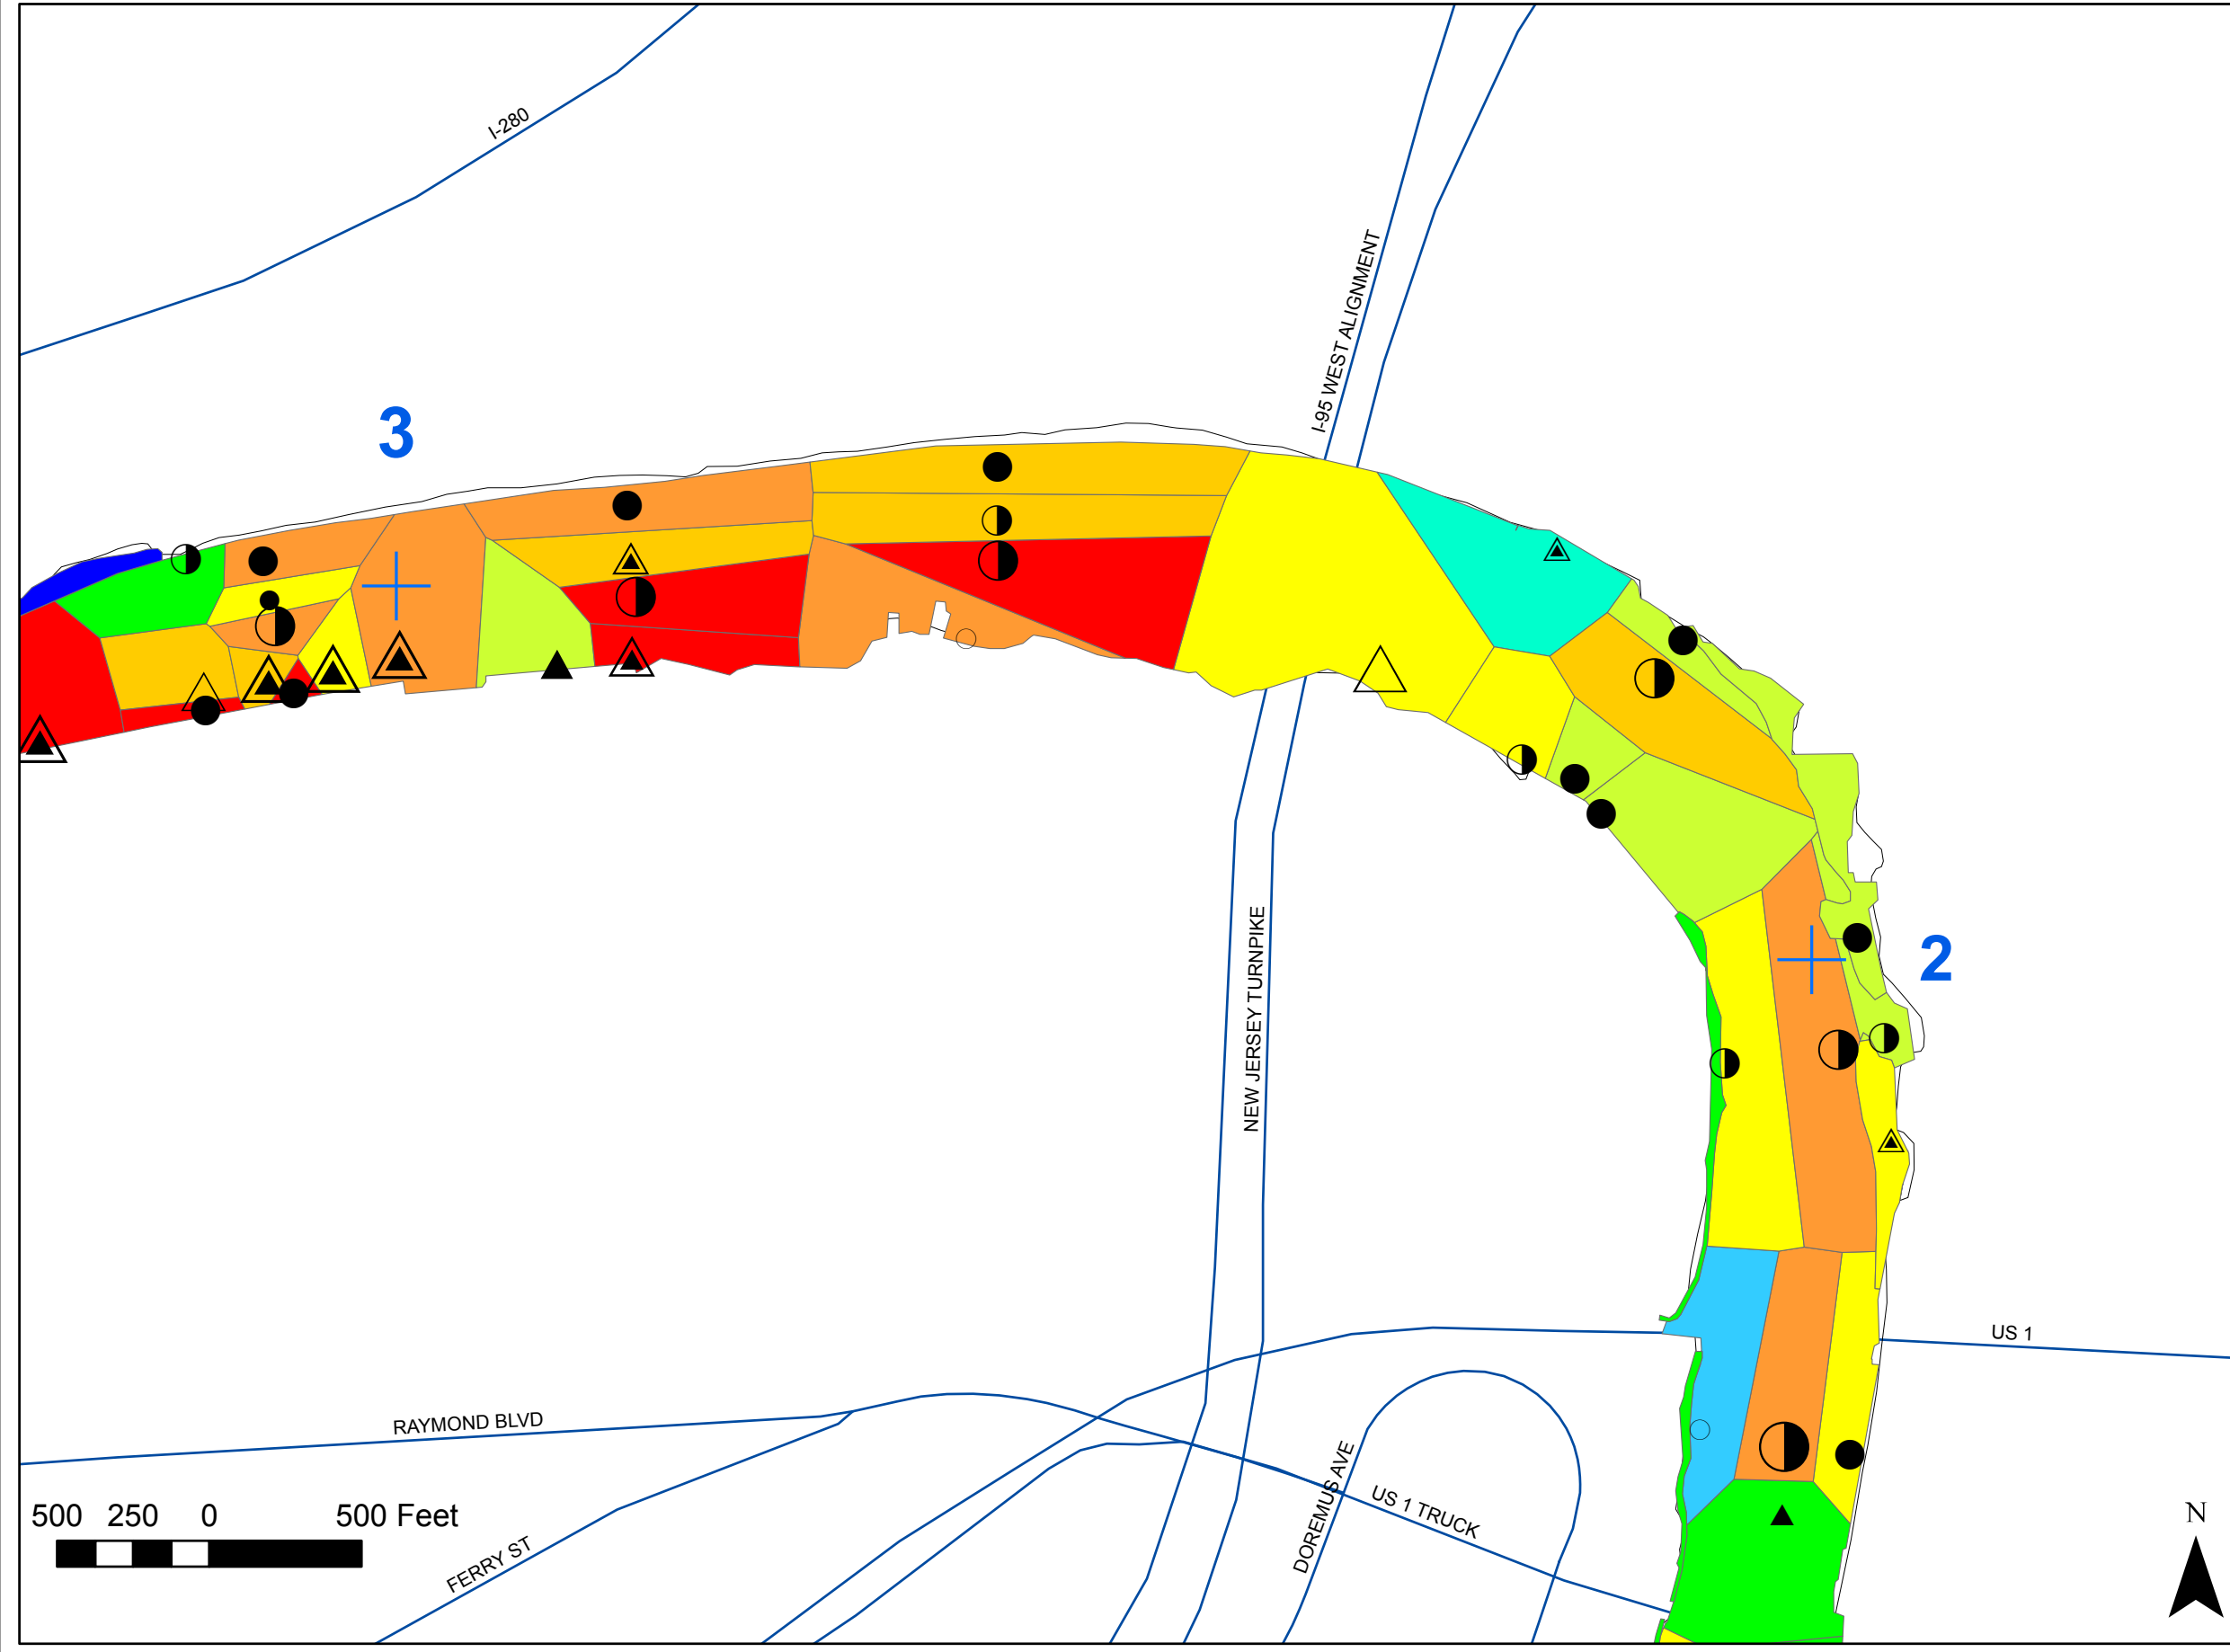 I-280
I-95 WEST ALIGNMENT
3
2
NEW JERSEY TURNPIKE
US 1
RAYMOND BLVD
DOREMUS AVE
US 1 TRUCK
500 250 0 500 Feet
N
FERRY ST